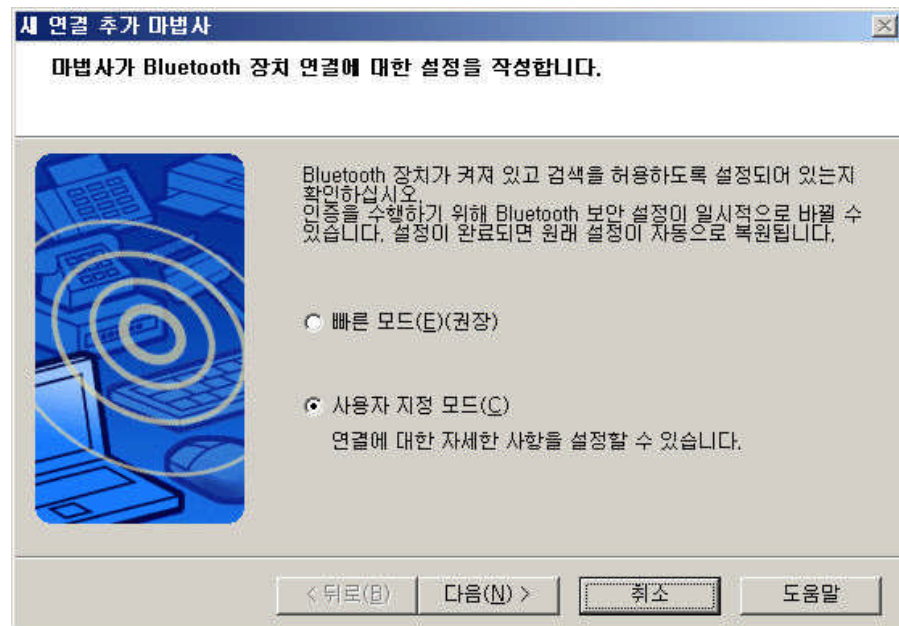 새 연결 추가 마법사
마법사가 Bluetooth 장치 연결에 대한 설정을 작성합니다.
Bluetooth 장치가 켜져 있고 검색을 허용하도록 설정되어 있는지
확인하십시오.
인증을 수행하기 위해 Bluetooth 보안 설정이 일시적으로 바뀔 수
있습니다. 설정이 완료되면 원래 설정이 자동으로 복원됩니다.
빠른 모드(E)(권장)
사용자 지정 모드(C)
연결에 대한 자세한 사항을 설정할 수 있습니다.
< 뒤로(B) 다음(N) > 취소 도움말